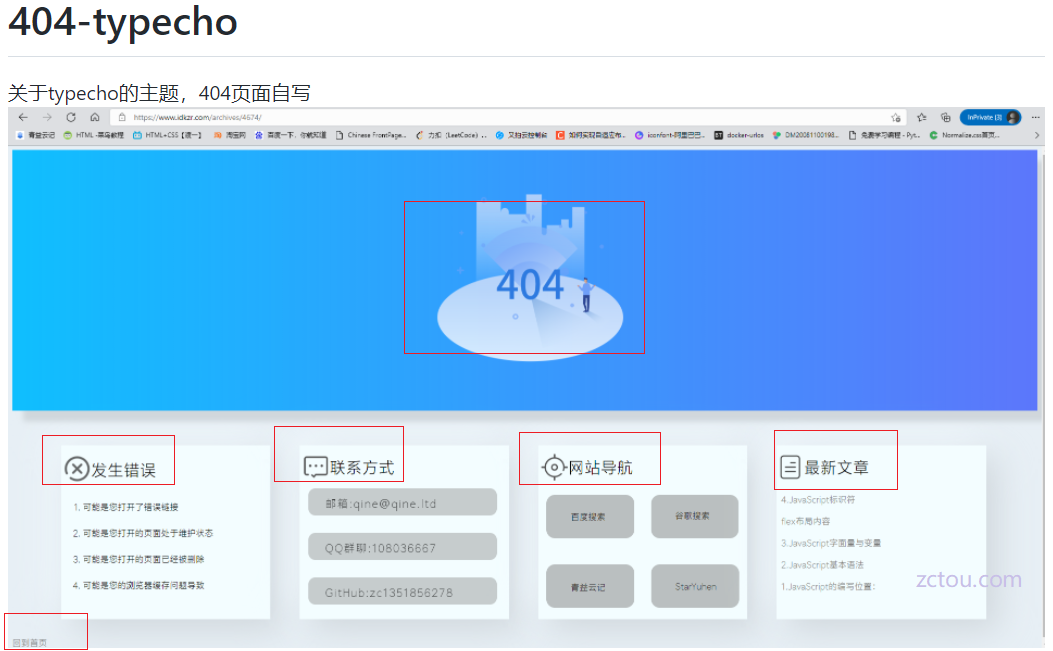 404-typecho
关于typecho的主题，404页面自写
https://www.idkzr.com/archives/4674/
InPrivate (3)
青益云记 HTML -菜鸟教程 HTML+CSS【德一】 淘宝网 百度一下，你就知道 Chinese FrontPage... 力扣（LeetCode）... 又拍云控制台 如何实现自适应布... iconfont-阿里巴巴... docker-urlos DM20081100198... 免费学习编程 - Pyt... Normalize.css首页...
404
发生错误
1. 可能是您打开了错误链接
2. 可能是您打开的页面处于维护状态
3. 可能是您打开的页面已经被删除
4. 可能是您的浏览器缓存问题导致
联系方式
邮箱:qine@qine.ltd
QQ群聊:108036667
GitHub:zc1351856278
网站导航
百度搜索
谷歌搜索
青益云记
StarYuhen
最新文章
4.JavaScript标识符
flex布局内容
3.JavaScript字面量与变量
2.JavaScript基本语法
1.JavaScript的编写位置：
zctou.com
回到首页